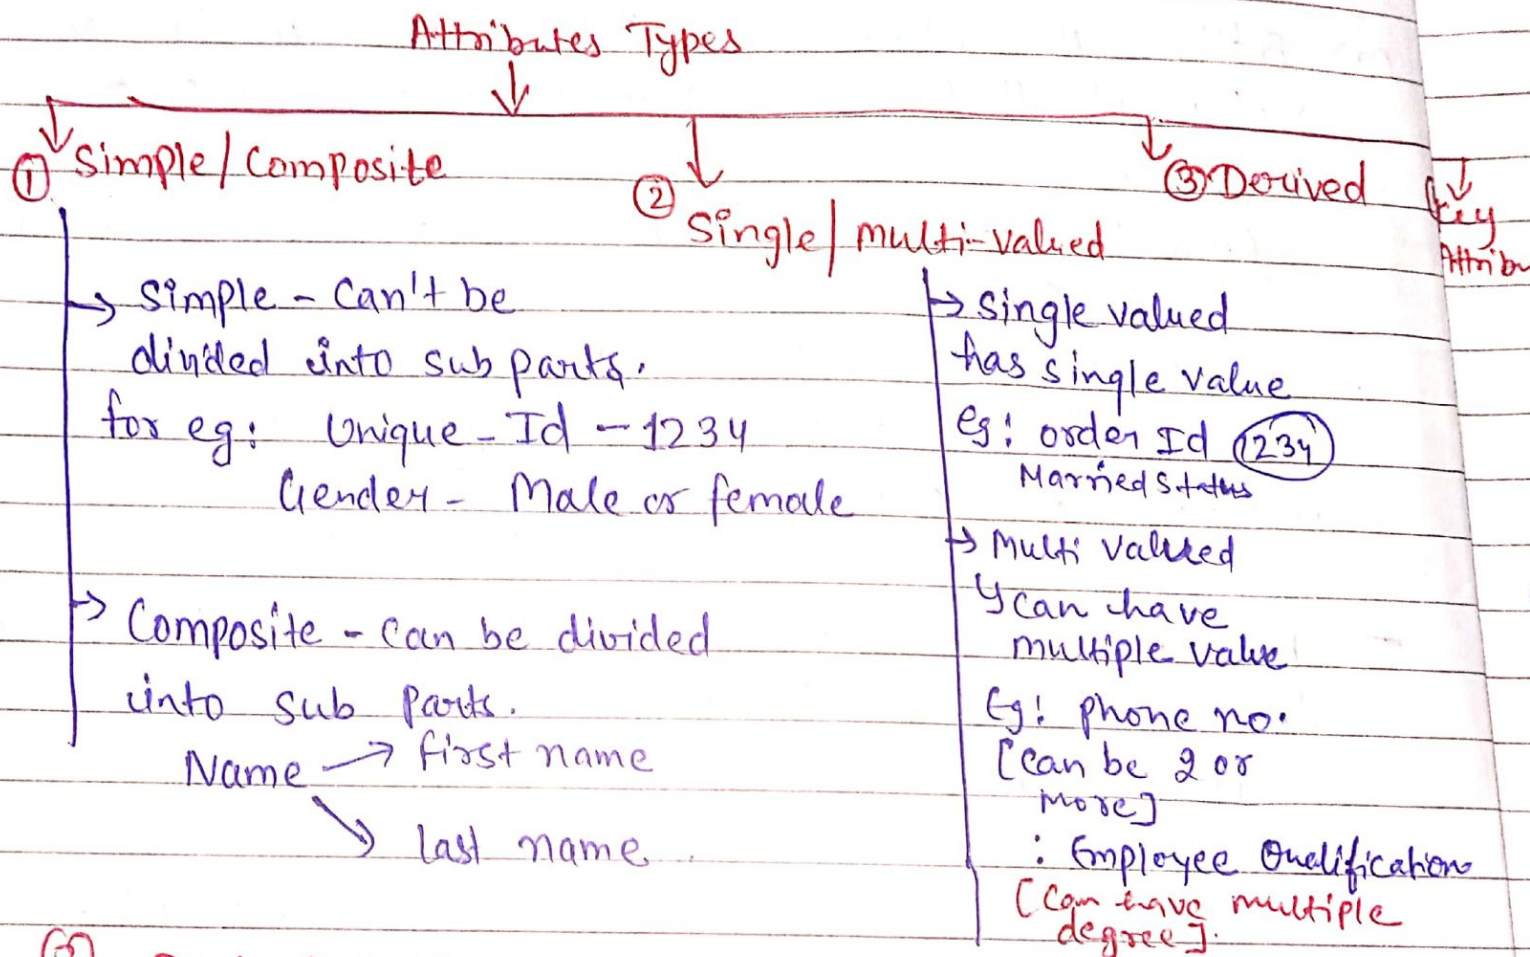 Attributes Types
① Simple/Composite
② Single/multi-valued
③ Derived
Key
Attribu
→ Simple - Can't be
divided into sub parts.
for eg: Unique-Id - 1234
Gender - Male or female
→ Composite - can be divided
into sub parts.
Name → first name
↘ last name
→ Single valued
has single value
eg: order Id 1234
Married Status
→ Multi valued
↳ can have
multiple value
Eg: phone no.
[can be 2 or
more]
: Employee Qualification
[Can have multiple
degree].